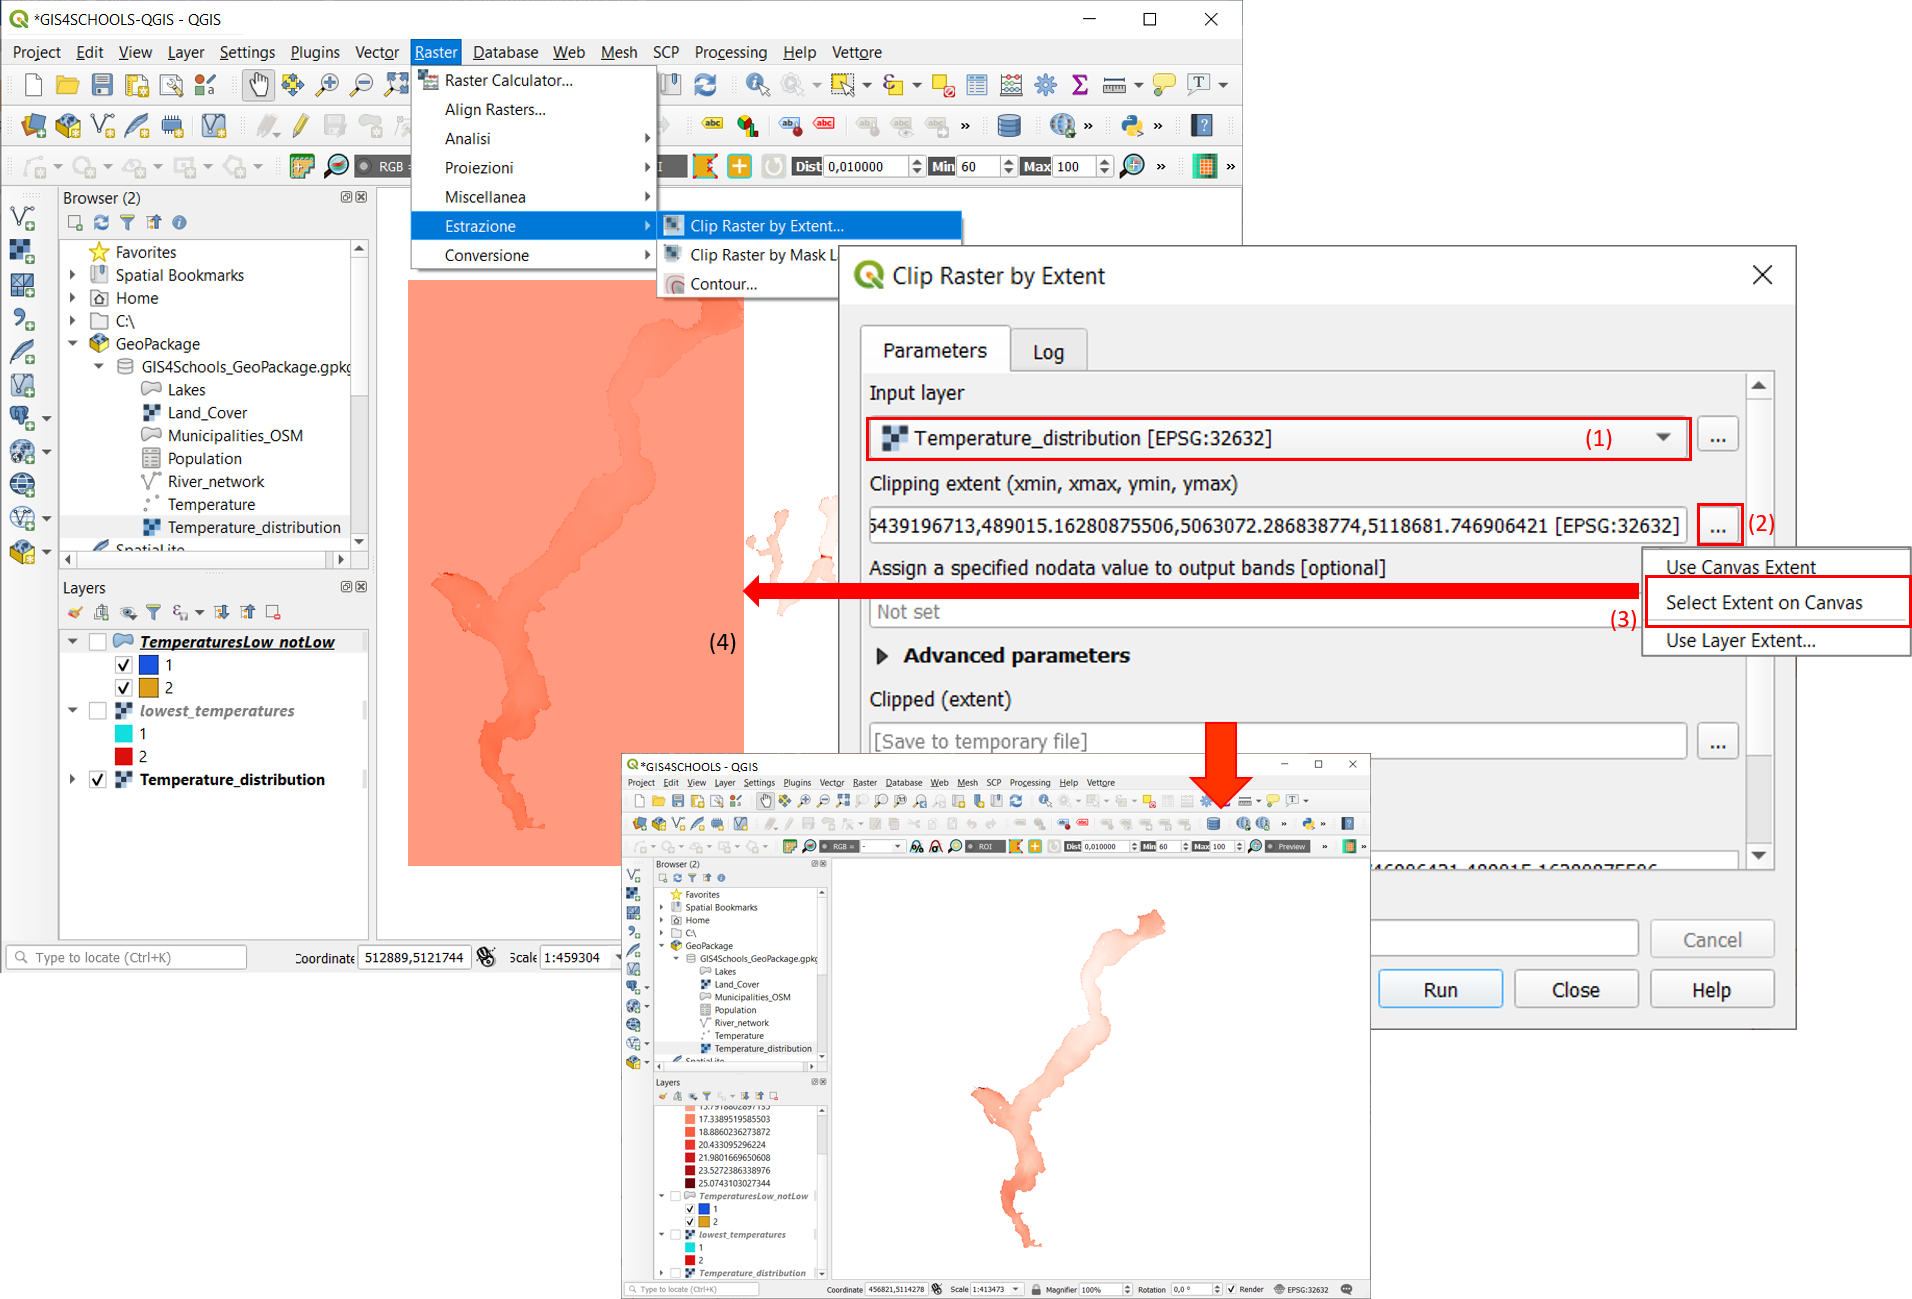 *GIS4SCHOOLS-QGIS - QGIS
Project Edit View Layer Settings Plugins Vector Raster Database Web Mesh SCP Processing Help Vettore
Raster Calculator...
Align Rasters...
Analisi
Proiezioni
Miscellanea
Estrazione
Conversione
Clip Raster by Extent...
Clip Raster by Mask L
Contour...
RGB =
Dist 0,010000 Min 60 Max 100
Browser (2)
Favorites
Spatial Bookmarks
Home
C:\
GeoPackage
GIS4Schools_GeoPackage.gpkg
Lakes
Land_Cover
Municipalities_OSM
Population
River_network
Temperature
Temperature_distribution
SpatiaLite
Layers
TemperaturesLow_notLow
1
2
lowest_temperatures
1
2
Temperature_distribution
Type to locate (Ctrl+K)
Coordinate 512889,5121744 Scale 1:459304
(4)
Clip Raster by Extent
Parameters Log
Input layer
Temperature_distribution [EPSG:32632] (1) ...
Clipping extent (xmin, xmax, ymin, ymax)
5439196713,489015.16280875506,5063072.286838774,5118681.746906421 [EPSG:32632] ... (2)
Assign a specified nodata value to output bands [optional]
Not set
Use Canvas Extent
Select Extent on Canvas
(3)
Use Layer Extent...
Advanced parameters
Clipped (extent)
[Save to temporary file] ...
Cancel
Run Close Help
*GIS4SCHOOLS - QGIS
Project Edit View Layer Settings Plugins Vector Raster Database Web Mesh SCP Processing Help Vettore
RGB = - ROI Dist 0,010000 Min 60 Max 100 Preview
Browser (2)
Favorites
Spatial Bookmarks
Home
C:\
GeoPackage
GIS4Schools_GeoPackage.gpkg
Lakes
Land_Cover
Municipalities_OSM
Population
River_network
Temperature
Temperature_distribution
SpatiaLite
Layers
17.3389519585503
18.8860236273872
20.433095296224
21.9801669650608
23.5272386338976
25.0743103027344
TemperaturesLow_notLow
1
2
lowest_temperatures
1
2
Temperature_distribution
Type to locate (Ctrl+K)
Coordinate 456821,5114278 Scale 1:413473 Magnifier 100% Rotation 0,0 ° Render EPSG:32632